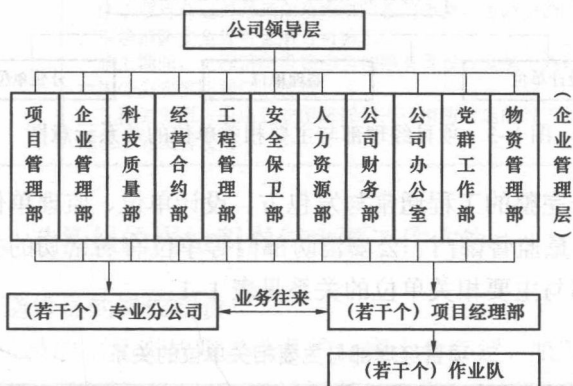 公司领导层
项目管理部
企业管理部
科技质量部
经营合约部
工程管理部
安全保卫部
人力资源部
公司财务部
公司办公室
党群工作部
物资管理部
（企业管理层）
（若干个）专业分公司
业务往来
（若干个）项目经理部
（若干个）作业队